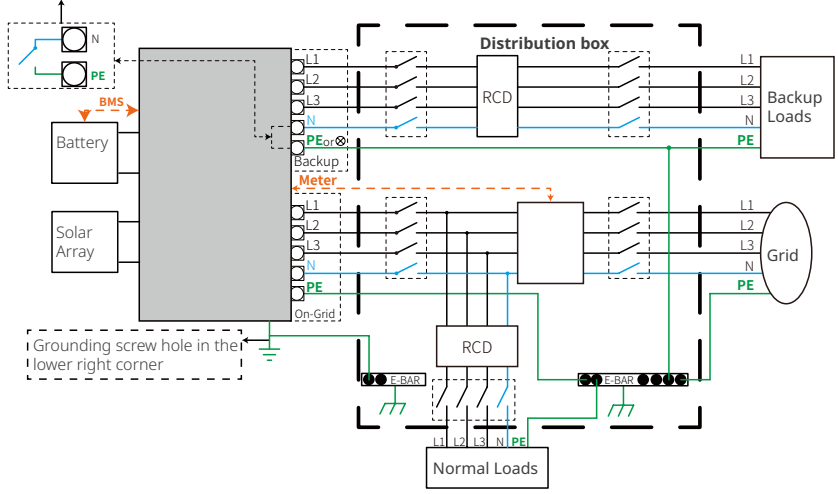 N
PE
BMS
Battery
Solar
Array
Distribution box
L1
L2
L3
N
PEor⊗
Backup
RCD
L1
L2
L3
N
PE
Backup
Loads
Meter
L1
L2
L3
N
PE
On-Grid
L1
L2
L3
N
PE
Grid
Grounding screw hole in the
lower right corner
RCD
E-BAR
E-BAR
L1 L2 L3 N PE
Normal Loads